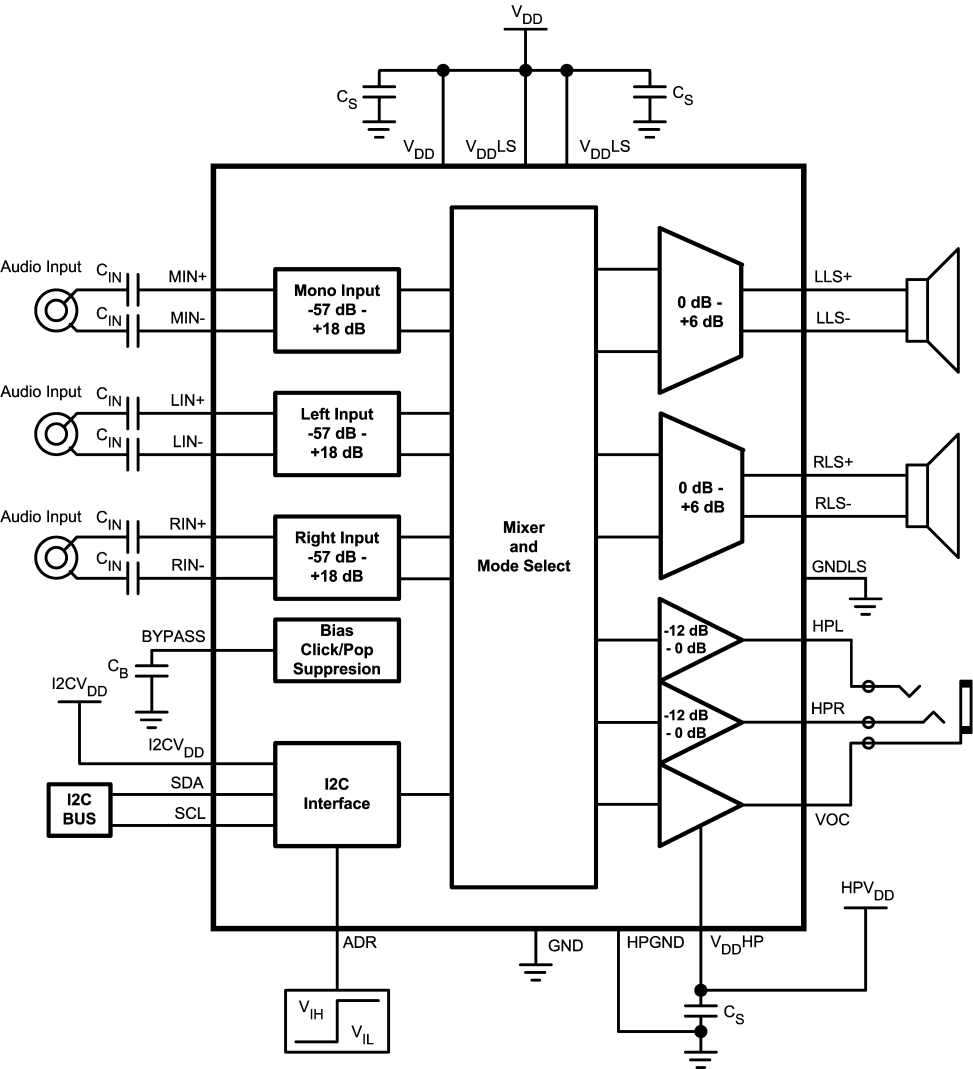 VDD
CS
CS
VDD
VDDLS
VDDLS
Audio Input
CIN
MIN+
CIN
MIN-
Mono Input
-57 dB -
+18 dB
0 dB -
+6 dB
LLS+
LLS-
Audio Input
CIN
LIN+
CIN
LIN-
Left Input
-57 dB -
+18 dB
0 dB -
+6 dB
RLS+
RLS-
Audio Input
CIN
RIN+
CIN
RIN-
Right Input
-57 dB -
+18 dB
Mixer
and
Mode Select
GNDLS
BYPASS
CB
Bias
Click/Pop
Suppresion
-12 dB
- 0 dB
HPL
-12 dB
- 0 dB
HPR
I2CVDD
I2CVDD
I2C
BUS
SDA
SCL
I2C
Interface
VOC
HPVDD
ADR
GND
HPGND
VDDHP
VIH
VIL
CS